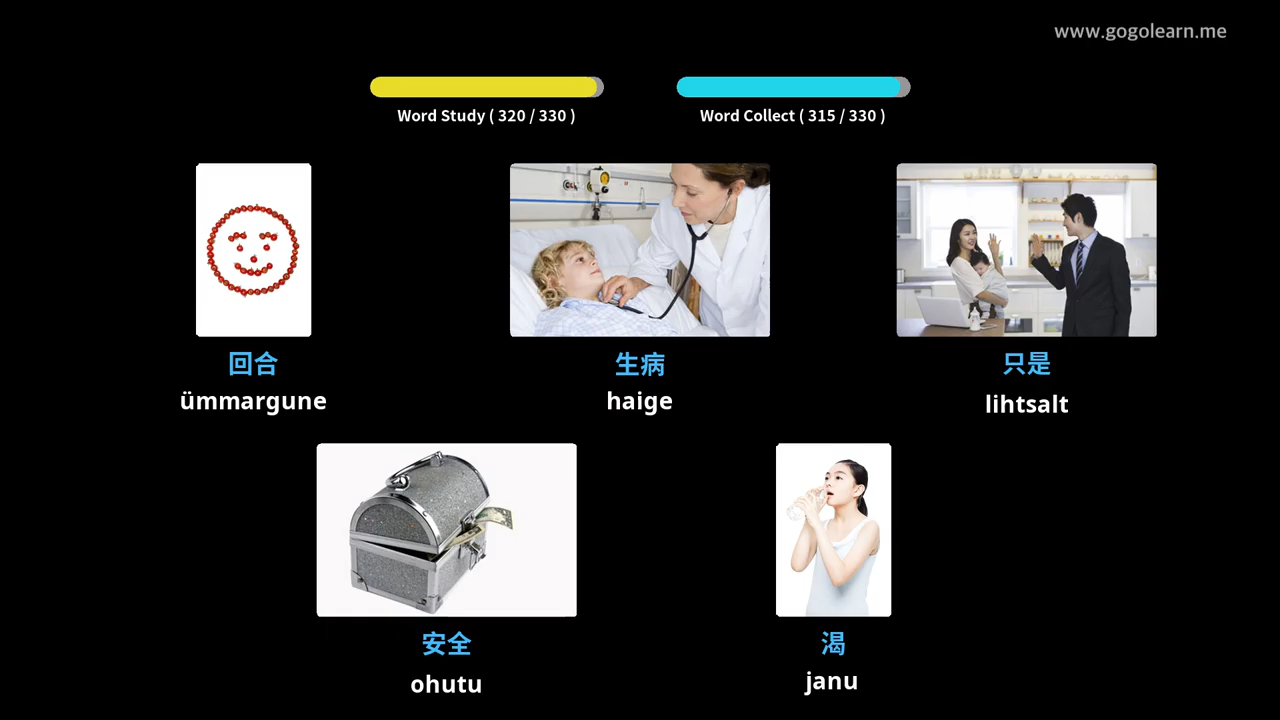 www.gogolearn.me
Word Study ( 320 / 330 )
Word Collect ( 315 / 330 )
回合
ümmargune
生病
haige
只是
lihtsalt
安全
ohutu
渴
janu